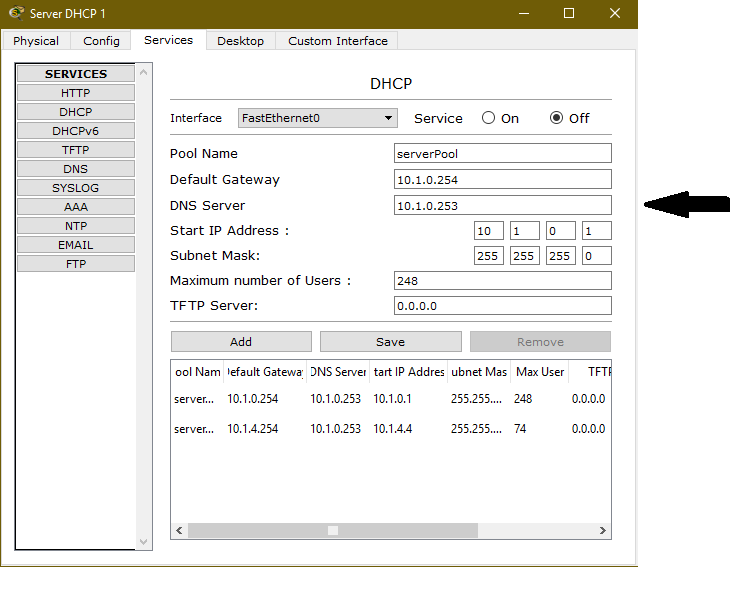 Server DHCP 1
Physical Config Services Desktop Custom Interface
SERVICES
HTTP
DHCP
DHCPv6
TFTP
DNS
SYSLOG
AAA
NTP
EMAIL
FTP
DHCP
Interface FastEthernet0 Service On Off
Pool Name serverPool
Default Gateway 10.1.0.254
DNS Server 10.1.0.253
Start IP Address : 10 1 0 1
Subnet Mask: 255 255 255 0
Maximum number of Users : 248
TFTP Server: 0.0.0.0
Add Save Remove
ool Nam efault Gateway DNS Server tart IP Addres ubnet Mas Max User TFTF
server... 10.1.0.254 10.1.0.253 10.1.0.1 255.255.... 248 0.0.0.0
server... 10.1.4.254 10.1.0.253 10.1.4.4 255.255.... 74 0.0.0.0